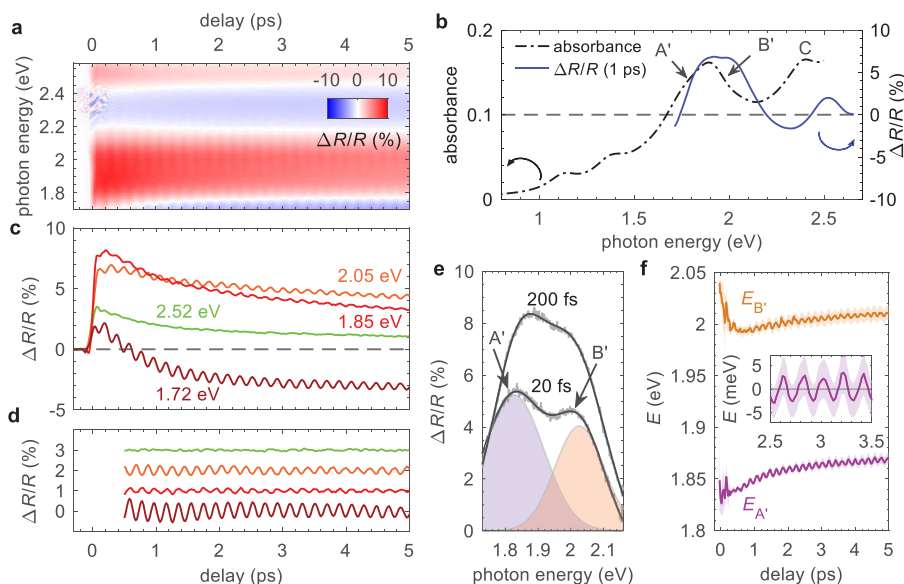 a
delay (ps)
0 1 2 3 4 5
photon energy (eV)
2.4
2.2
2.0
1.8
-10 0 10
ΔR/R (%)
b
absorbance
ΔR/R (1 ps)
A'
B'
C
absorbance
0.2
0.1
0
ΔR/R (%)
10
5
0
-5
-10
1 1.5 2 2.5
photon energy (eV)
c
ΔR/R (%)
10
5
0
-5
2.05 eV
2.52 eV
1.85 eV
1.72 eV
d
ΔR/R (%)
3
2
1
0
0 1 2 3 4 5
delay (ps)
e
ΔR/R (%)
10
8
6
4
2
0
200 fs
A'
20 fs
B'
1.8 1.9 2 2.1
photon energy (eV)
f
E (eV)
2.05
2
1.95
1.9
1.85
1.8
E_B'
E (meV)
5
0
-5
2.5 3 3.5
E_A'
0 1 2 3 4 5
delay (ps)